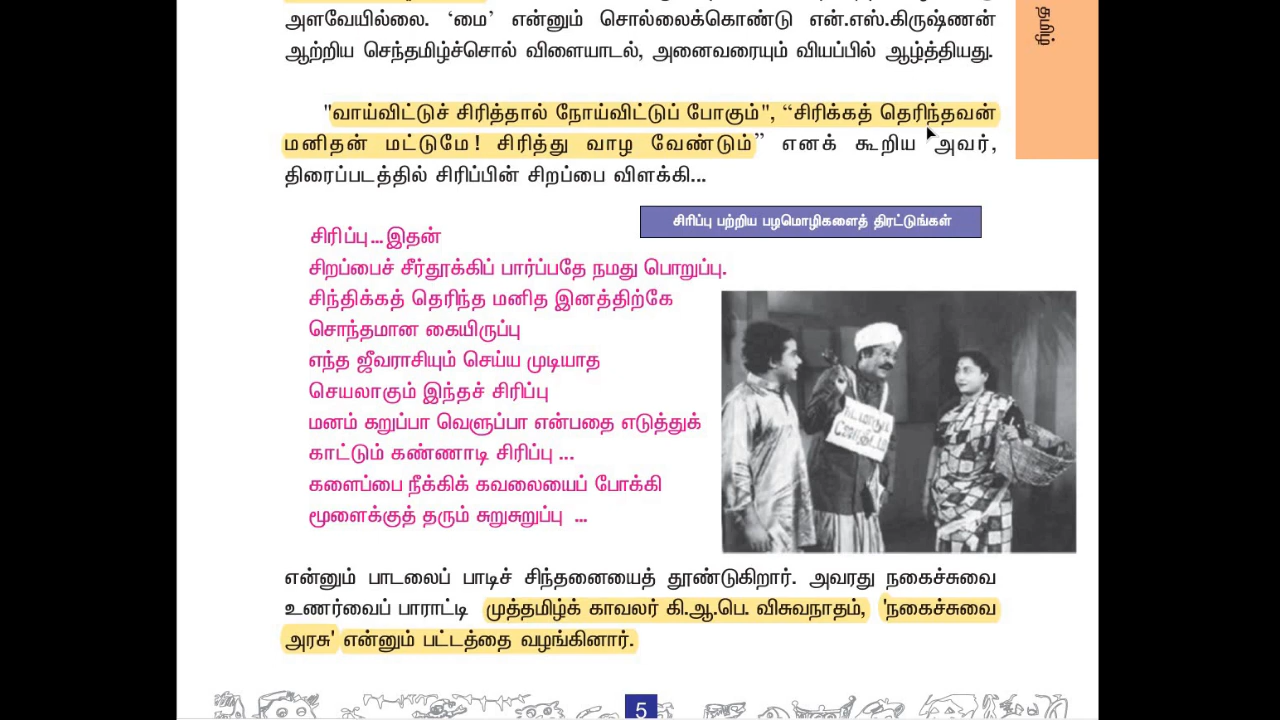 அளவேயில்லை. ‘மை’ என்னும் சொல்லைக்கொண்டு என்.எஸ்.கிருஷ்ணன்
ஆற்றிய செந்தமிழ்ச்சொல் விளையாடல், அனைவரையும் வியப்பில் ஆழ்த்தியது.
தமிழ்
"வாய்விட்டுச் சிரித்தால் நோய்விட்டுப் போகும்", “சிரிக்கத் தெரிந்தவன்
மனிதன் மட்டுமே! சிரித்து வாழ வேண்டும்” எனக் கூறிய அவர்,
திரைப்படத்தில் சிரிப்பின் சிறப்பை விளக்கி...
சிரிப்பு பற்றிய பழமொழிகளைத் திரட்டுங்கள்
சிரிப்பு...இதன்
சிறப்பைச் சீர்தூக்கிப் பார்ப்பதே நமது பொறுப்பு.
சிந்திக்கத் தெரிந்த மனித இனத்திற்கே
சொந்தமான கையிருப்பு
எந்த ஜீவராசியும் செய்ய முடியாத
செயலாகும் இந்தச் சிரிப்பு
மனம் கறுப்பா வெளுப்பா என்பதை எடுத்துக்
காட்டும் கண்ணாடி சிரிப்பு ...
களைப்பை நீக்கிக் கவலையைப் போக்கி
மூளைக்குத் தரும் சுறுசுறுப்பு ...
என்னும் பாடலைப் பாடிச் சிந்தனையைத் தூண்டுகிறார். அவரது நகைச்சுவை
உணர்வைப் பாராட்டி முத்தமிழ்க் காவலர் கி.ஆ.பெ. விசுவநாதம், 'நகைச்சுவை
அரசு' என்னும் பட்டத்தை வழங்கினார்.
5